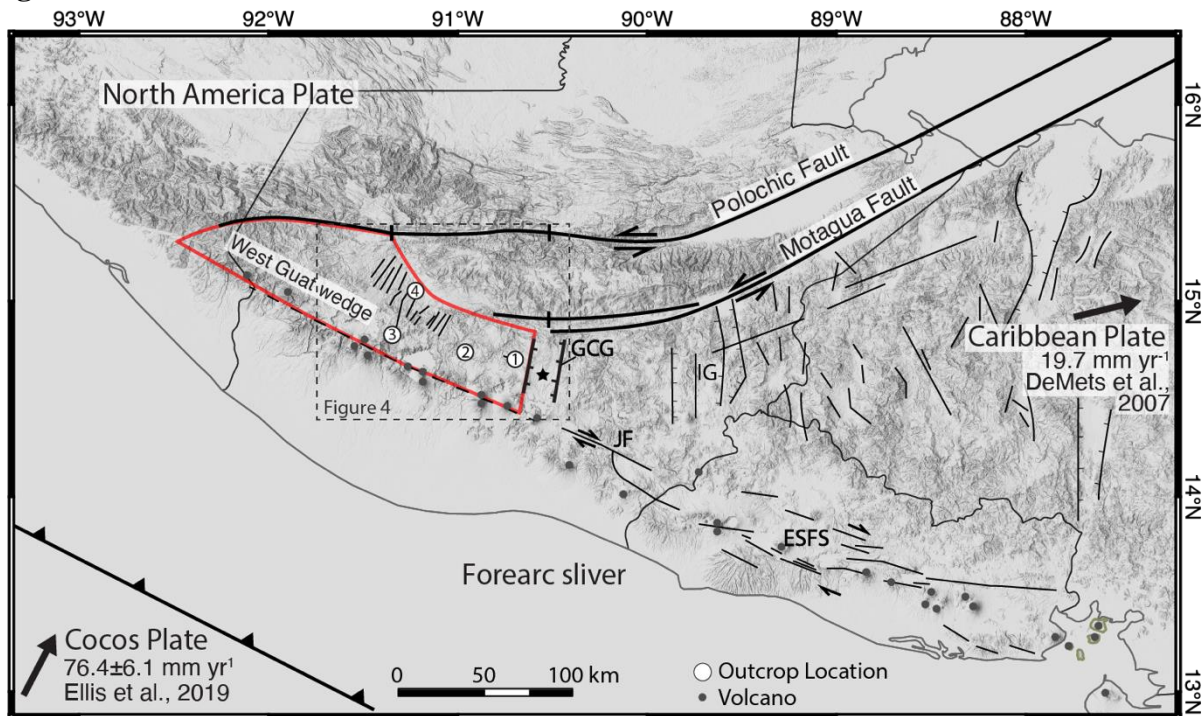 93°W 92°W 91°W 90°W 89°W 88°W
North America Plate
16°N
Polochic Fault
Motagua Fault
West Guat wedge
4
15°N
Caribbean Plate
19.7 mm yr-1
DeMets et al.,
2007
3
2
1
GCG
IG
Figure 4
JF
14°N
ESFS
Forearc sliver
Cocos Plate
76.4±6.1 mm yr1
Ellis et al., 2019
0 50 100 km
Outcrop Location
Volcano
13°N